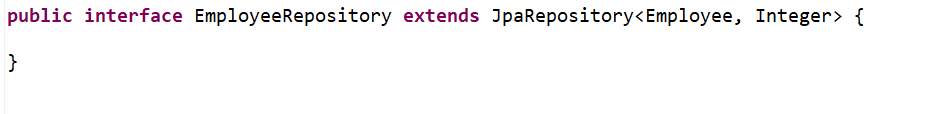 public interface EmployeeRepository extends JpaRepository<Employee, Integer> {
}